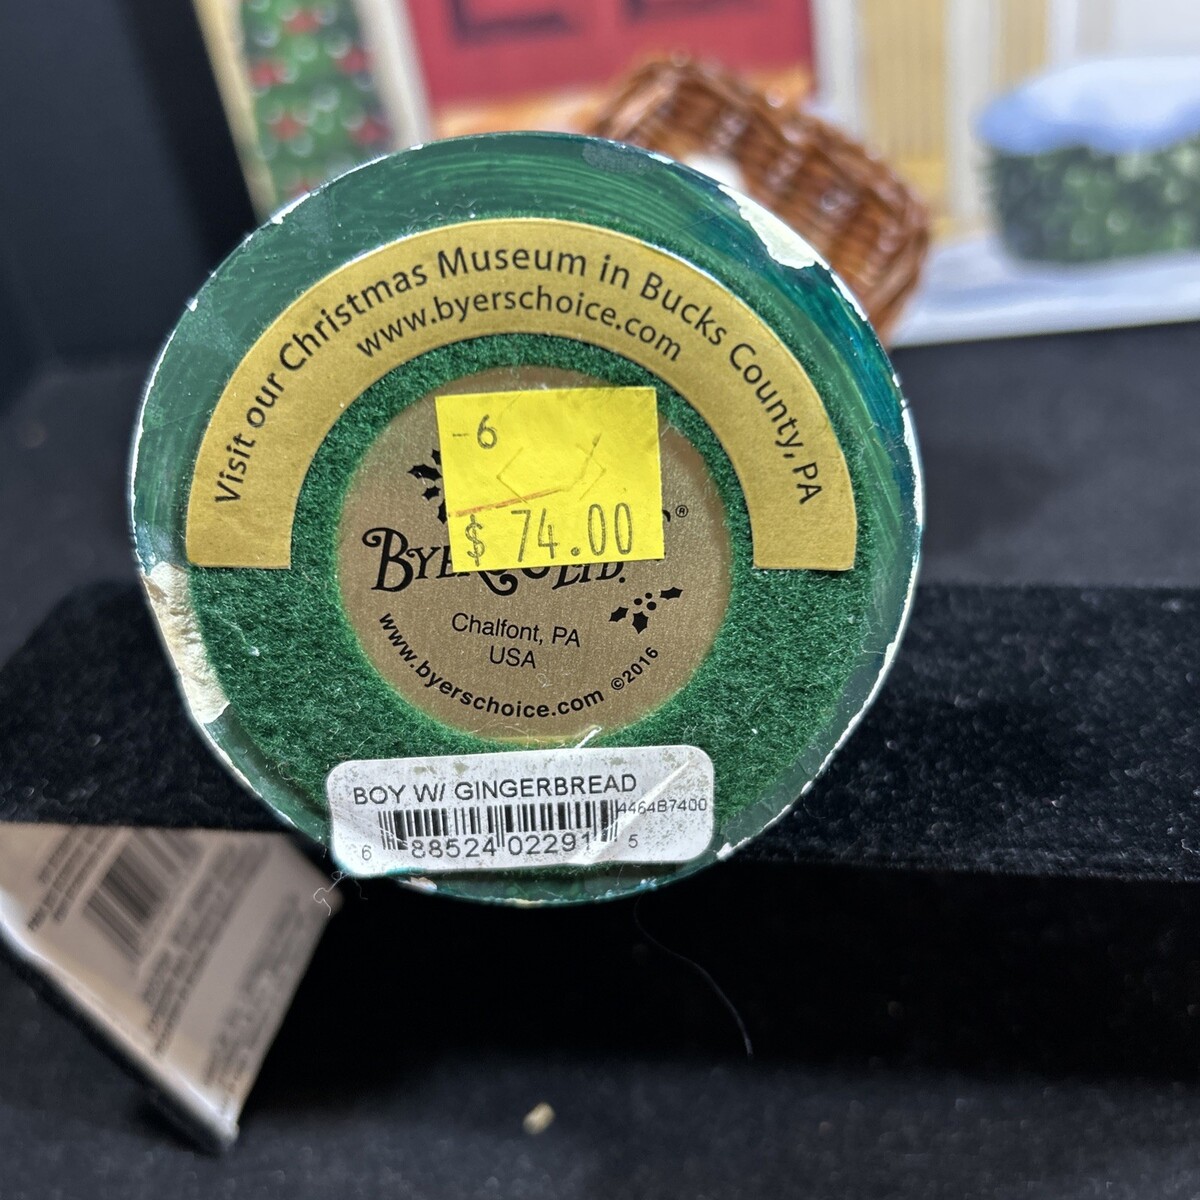 Visit our Christmas Museum in Bucks County, PA
www.byerschoice.com
-6
$ 74.00
LTD.
®
Chalfont, PA
USA
www.byerschoice.com ©2016
BOY W/ GINGERBREAD
4464B7400
6 88524 02291 5